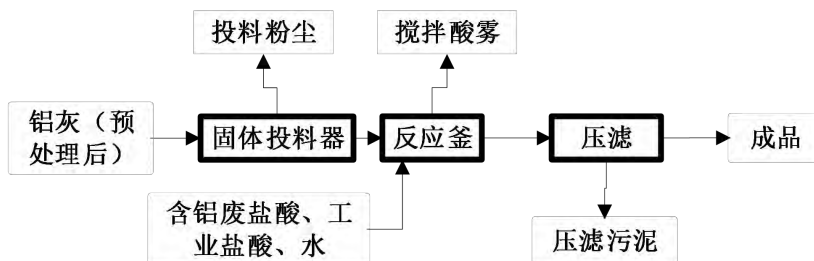 投料粉尘
搅拌酸雾
铝灰（预
处理后）
固体投料器
反应釜
压滤
成品
含铝废盐酸、工
业盐酸、水
压滤污泥